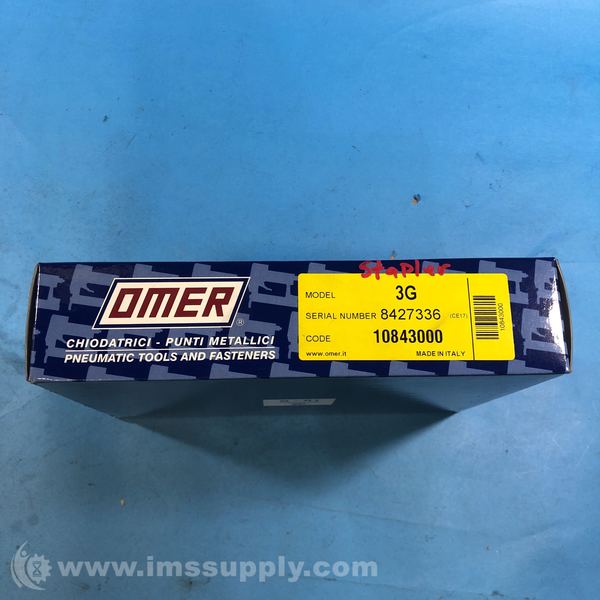 Stapler
OMER ®
CHIODATRICI - PUNTI METALLICI
PNEUMATIC TOOLS AND FASTENERS
MODEL 3G
SERIAL NUMBER 8427336 (CE17)
CODE 10843000
www.omer.it MADE IN ITALY
10843000
www.imssupply.com